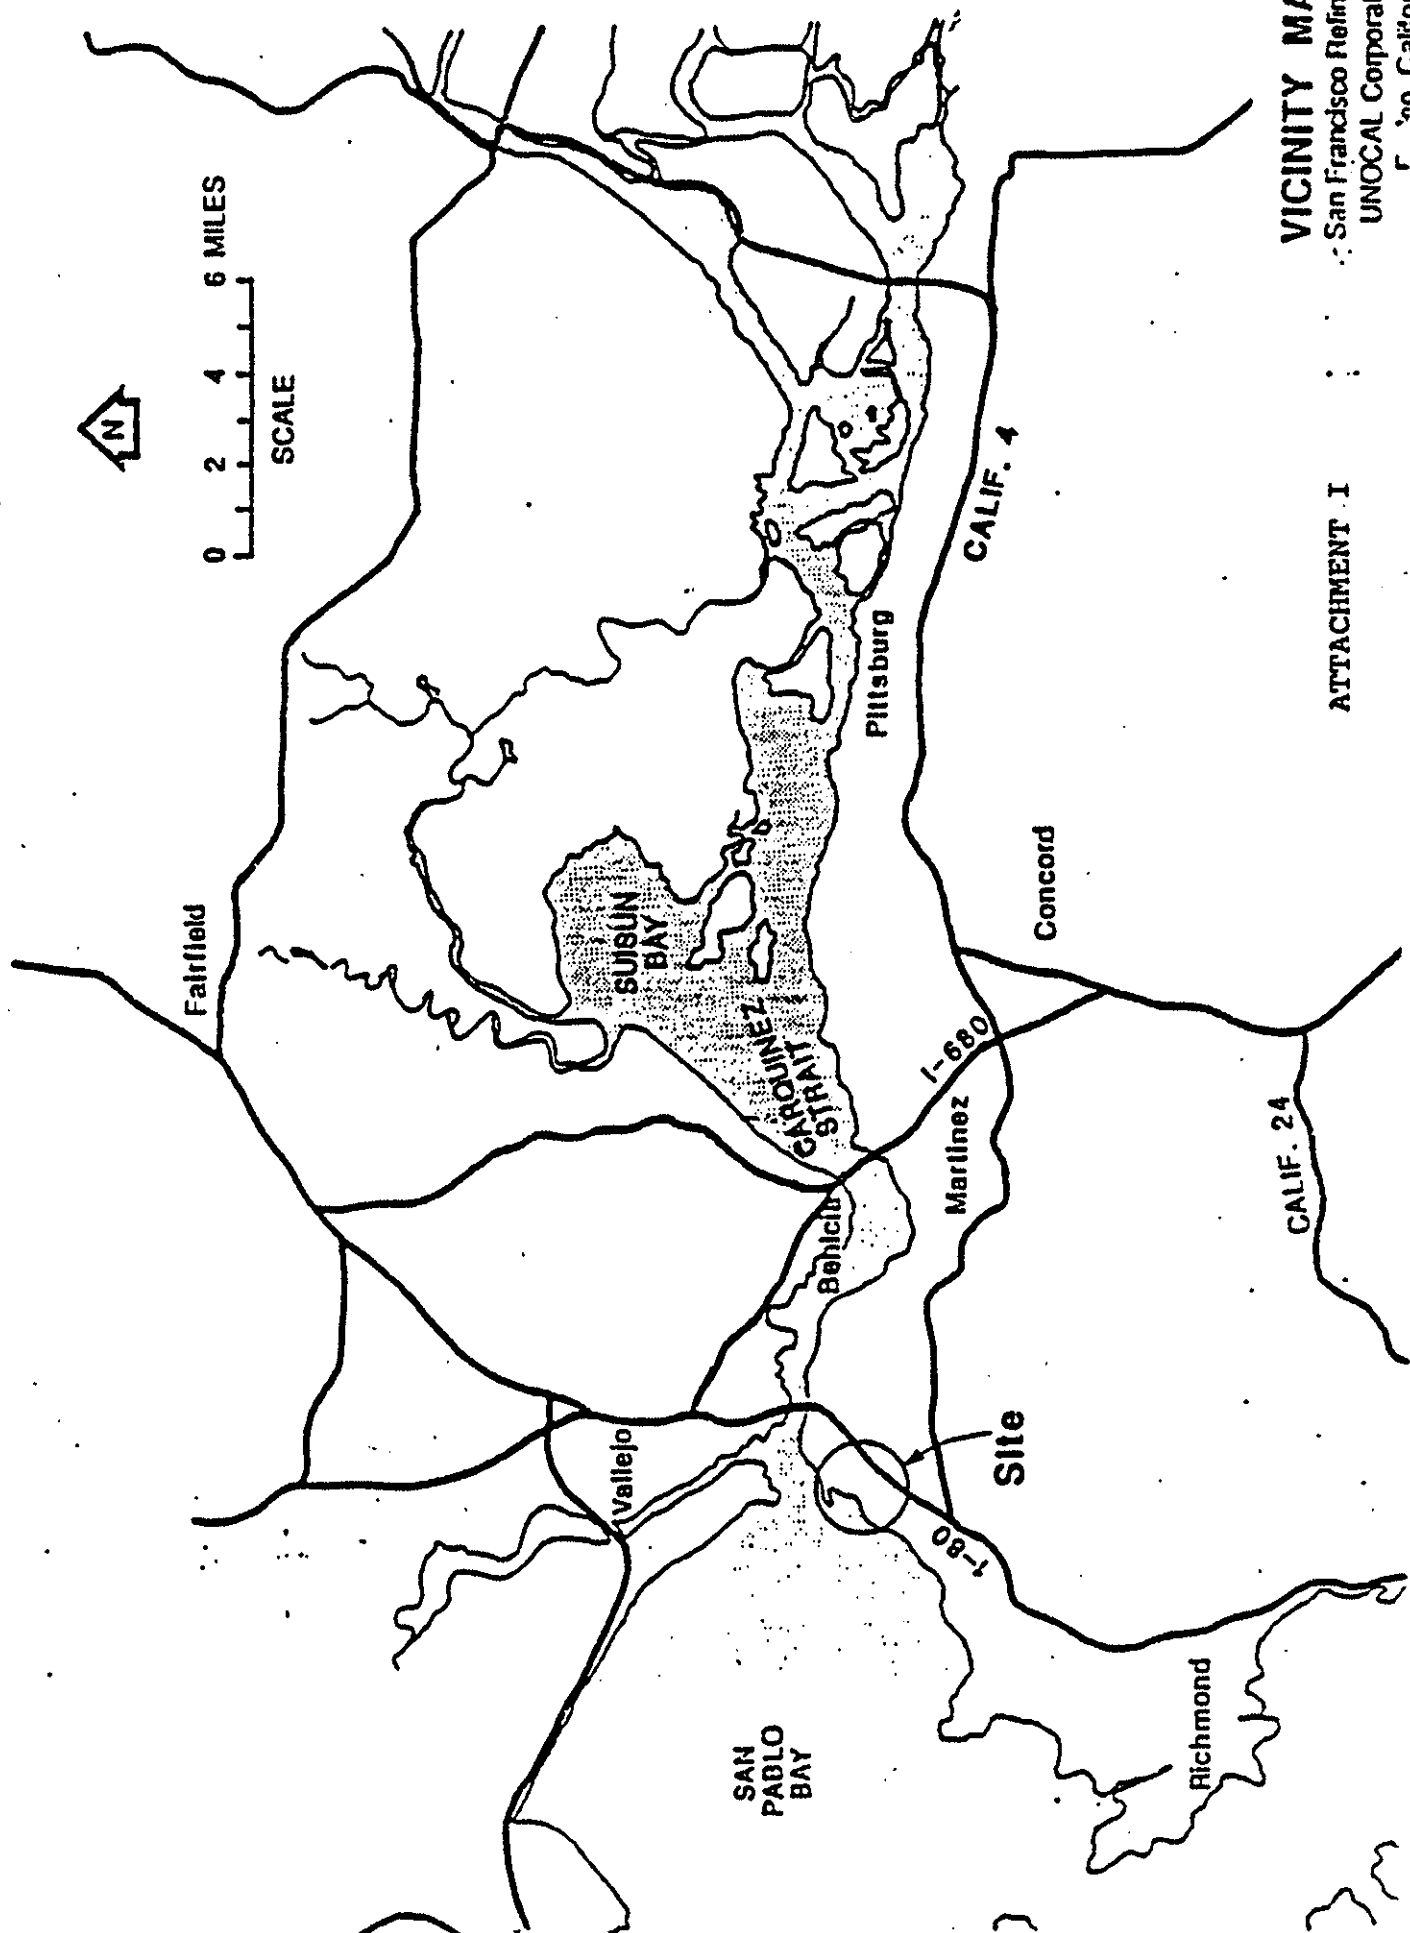 N
0 2 4 6 MILES
SCALE
Fairfield
SUISUN
BAY
CARQUINEZ
STRAIT
Vallejo
Benicia
Pittsburg
SAN
PABLO
BAY
I-680
Martinez
CALIF. 4
Concord
Site
I-80
Richmond
CALIF. 24
ATTACHMENT I
VICINITY MA
San Francisco Refin
UNOCAL Corporat